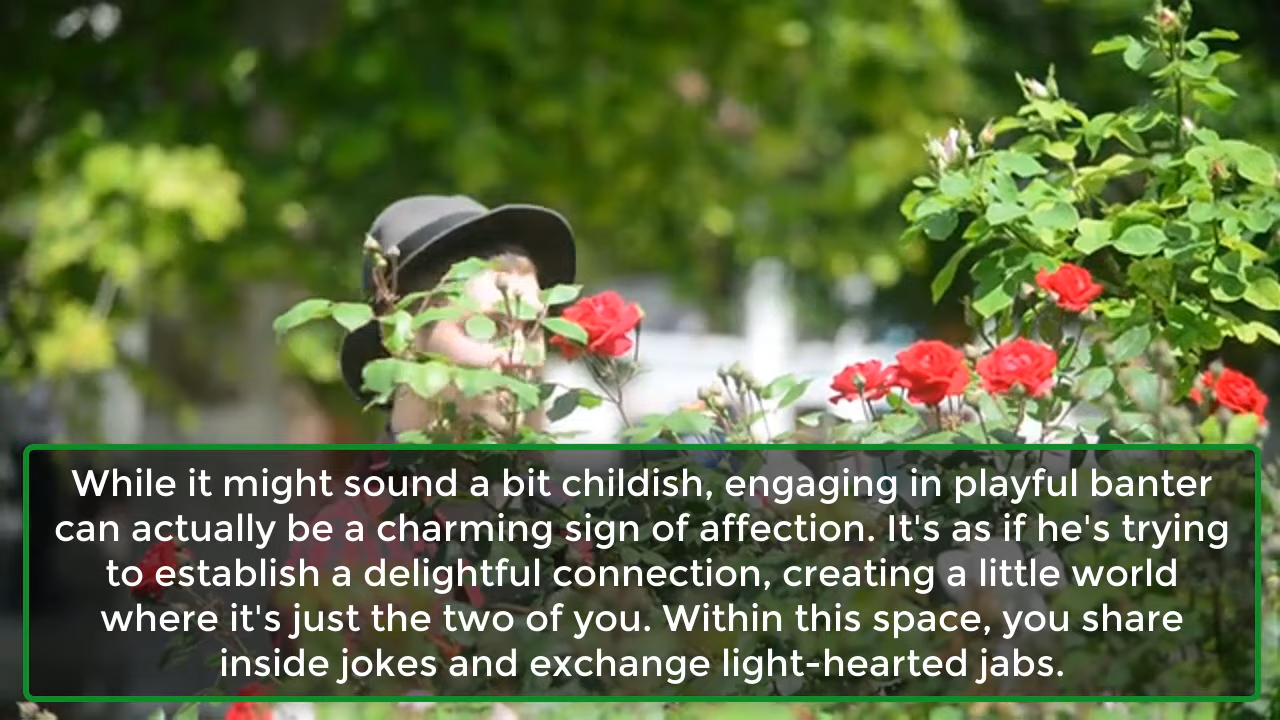 While it might sound a bit childish, engaging in playful banter
can actually be a charming sign of affection. It's as if he's trying
to establish a delightful connection, creating a little world
where it's just the two of you. Within this space, you share
inside jokes and exchange light-hearted jabs.